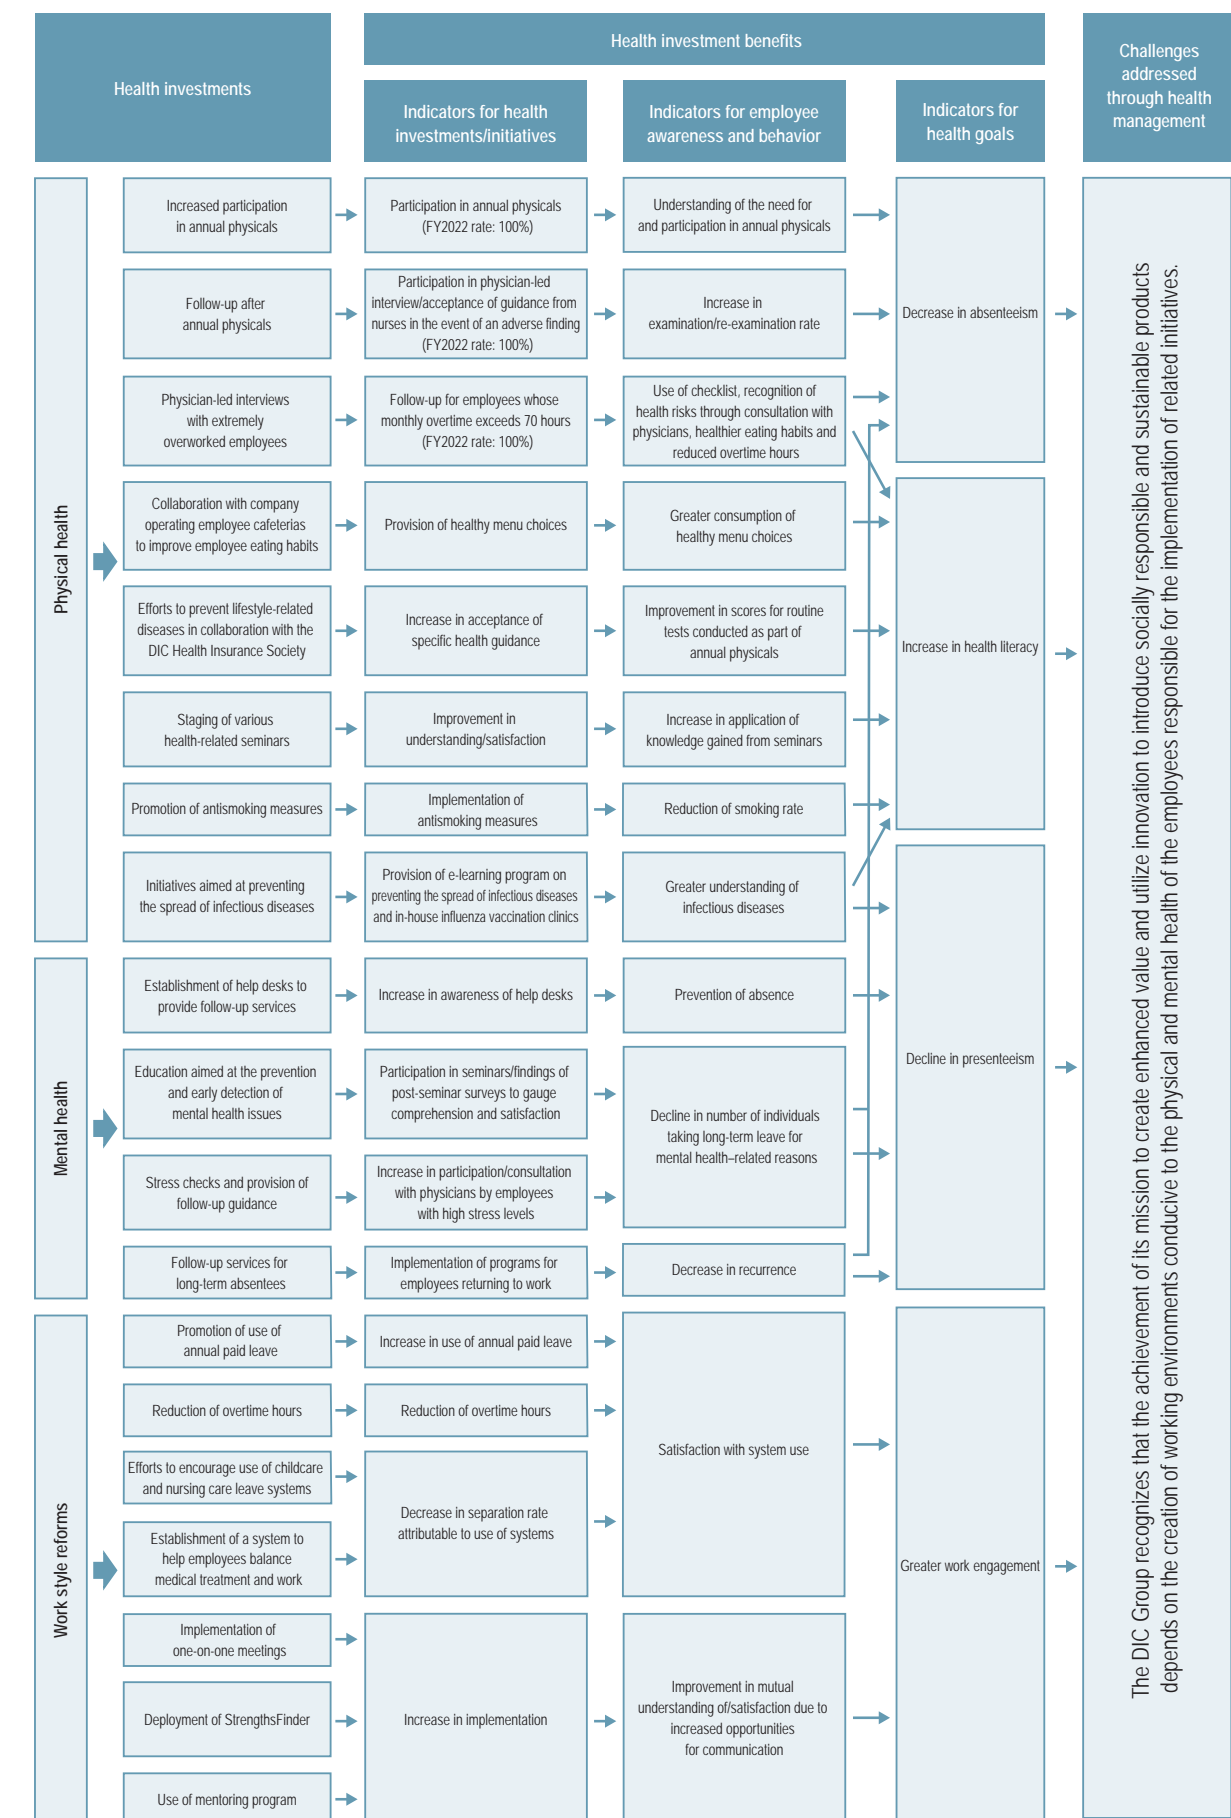 Health investments
Health investment benefits
Challenges
addressed
through health
management
Indicators for health
investments/initiatives
Indicators for employee
awareness and behavior
Indicators for
health goals
Physical health
Increased participation
in annual physicals
Participation in annual physicals
(FY2022 rate: 100%)
Understanding of the need for
and participation in annual physicals
Follow-up after
annual physicals
Participation in physician-led
interview/acceptance of guidance from
nurses in the event of an adverse finding
(FY2022 rate: 100%)
Increase in
examination/re-examination rate
Decrease in absenteeism
Physician-led interviews
with extremely
overworked employees
Follow-up for employees whose
monthly overtime exceeds 70 hours
(FY2022 rate: 100%)
Use of checklist, recognition of
health risks through consultation with
physicians, healthier eating habits and
reduced overtime hours
Collaboration with company
operating employee cafeterias
to improve employee eating habits
Provision of healthy menu choices
Greater consumption of
healthy menu choices
Efforts to prevent lifestyle-related
diseases in collaboration with the
DIC Health Insurance Society
Increase in acceptance of
specific health guidance
Improvement in scores for routine
tests conducted as part of
annual physicals
Increase in health literacy
Staging of various
health-related seminars
Improvement in
understanding/satisfaction
Increase in application of
knowledge gained from seminars
Promotion of antismoking measures
Implementation of
antismoking measures
Reduction of smoking rate
Initiatives aimed at preventing
the spread of infectious diseases
Provision of e-learning program on
preventing the spread of infectious diseases
and in-house influenza vaccination clinics
Greater understanding of
infectious diseases
Mental health
Establishment of help desks to
provide follow-up services
Increase in awareness of help desks
Prevention of absence
Education aimed at the prevention
and early detection of
mental health issues
Participation in seminars/findings of
post-seminar surveys to gauge
comprehension and satisfaction
Decline in number of individuals
taking long-term leave for
mental health–related reasons
Decline in presenteeism
Stress checks and provision of
follow-up guidance
Increase in participation/consultation
with physicians by employees
with high stress levels
Follow-up services for
long-term absentees
Implementation of programs for
employees returning to work
Decrease in recurrence
Work style reforms
Promotion of use of
annual paid leave
Increase in use of annual paid leave
Reduction of overtime hours
Reduction of overtime hours
Satisfaction with system use
Efforts to encourage use of childcare
and nursing care leave systems
Decrease in separation rate
attributable to use of systems
Establishment of a system to
help employees balance
medical treatment and work
Greater work engagement
Implementation of
one-on-one meetings
Deployment of StrengthsFinder
Increase in implementation
Improvement in mutual
understanding of/satisfaction due to
increased opportunities
for communication
Use of mentoring program
The DIC Group recognizes that the achievement of its mission to create enhanced value and utilize innovation to introduce socially responsible and sustainable products
depends on the creation of working environments conducive to the physical and mental health of the employees responsible for the implementation of related initiatives.